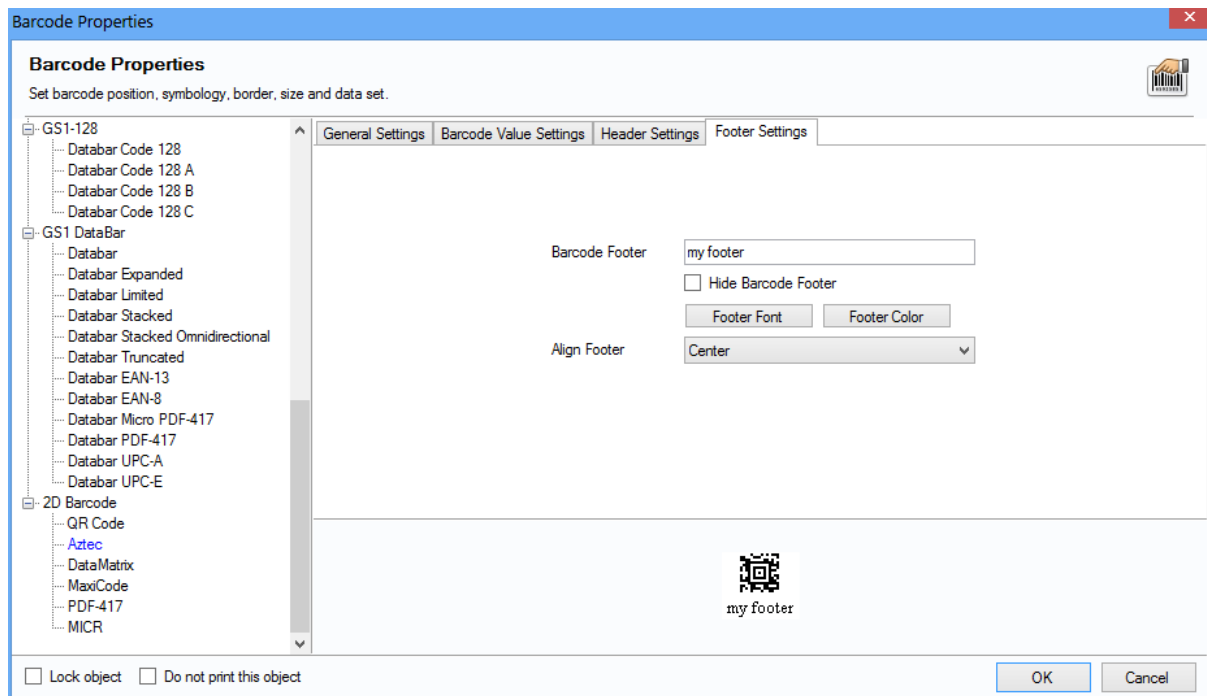 Barcode Properties
Barcode Properties
Set barcode position, symbology, border, size and data set.
GS1-128
Databar Code 128
Databar Code 128 A
Databar Code 128 B
Databar Code 128 C
GS1 DataBar
Databar
Databar Expanded
Databar Limited
Databar Stacked
Databar Stacked Omnidirectional
Databar Truncated
Databar EAN-13
Databar EAN-8
Databar Micro PDF-417
Databar PDF-417
Databar UPC-A
Databar UPC-E
2D Barcode
QR Code
Aztec
DataMatrix
MaxiCode
PDF-417
MICR
General Settings Barcode Value Settings Header Settings Footer Settings
Barcode Footer my footer
Hide Barcode Footer
Footer Font Footer Color
Align Footer Center
my footer
Lock object Do not print this object OK Cancel